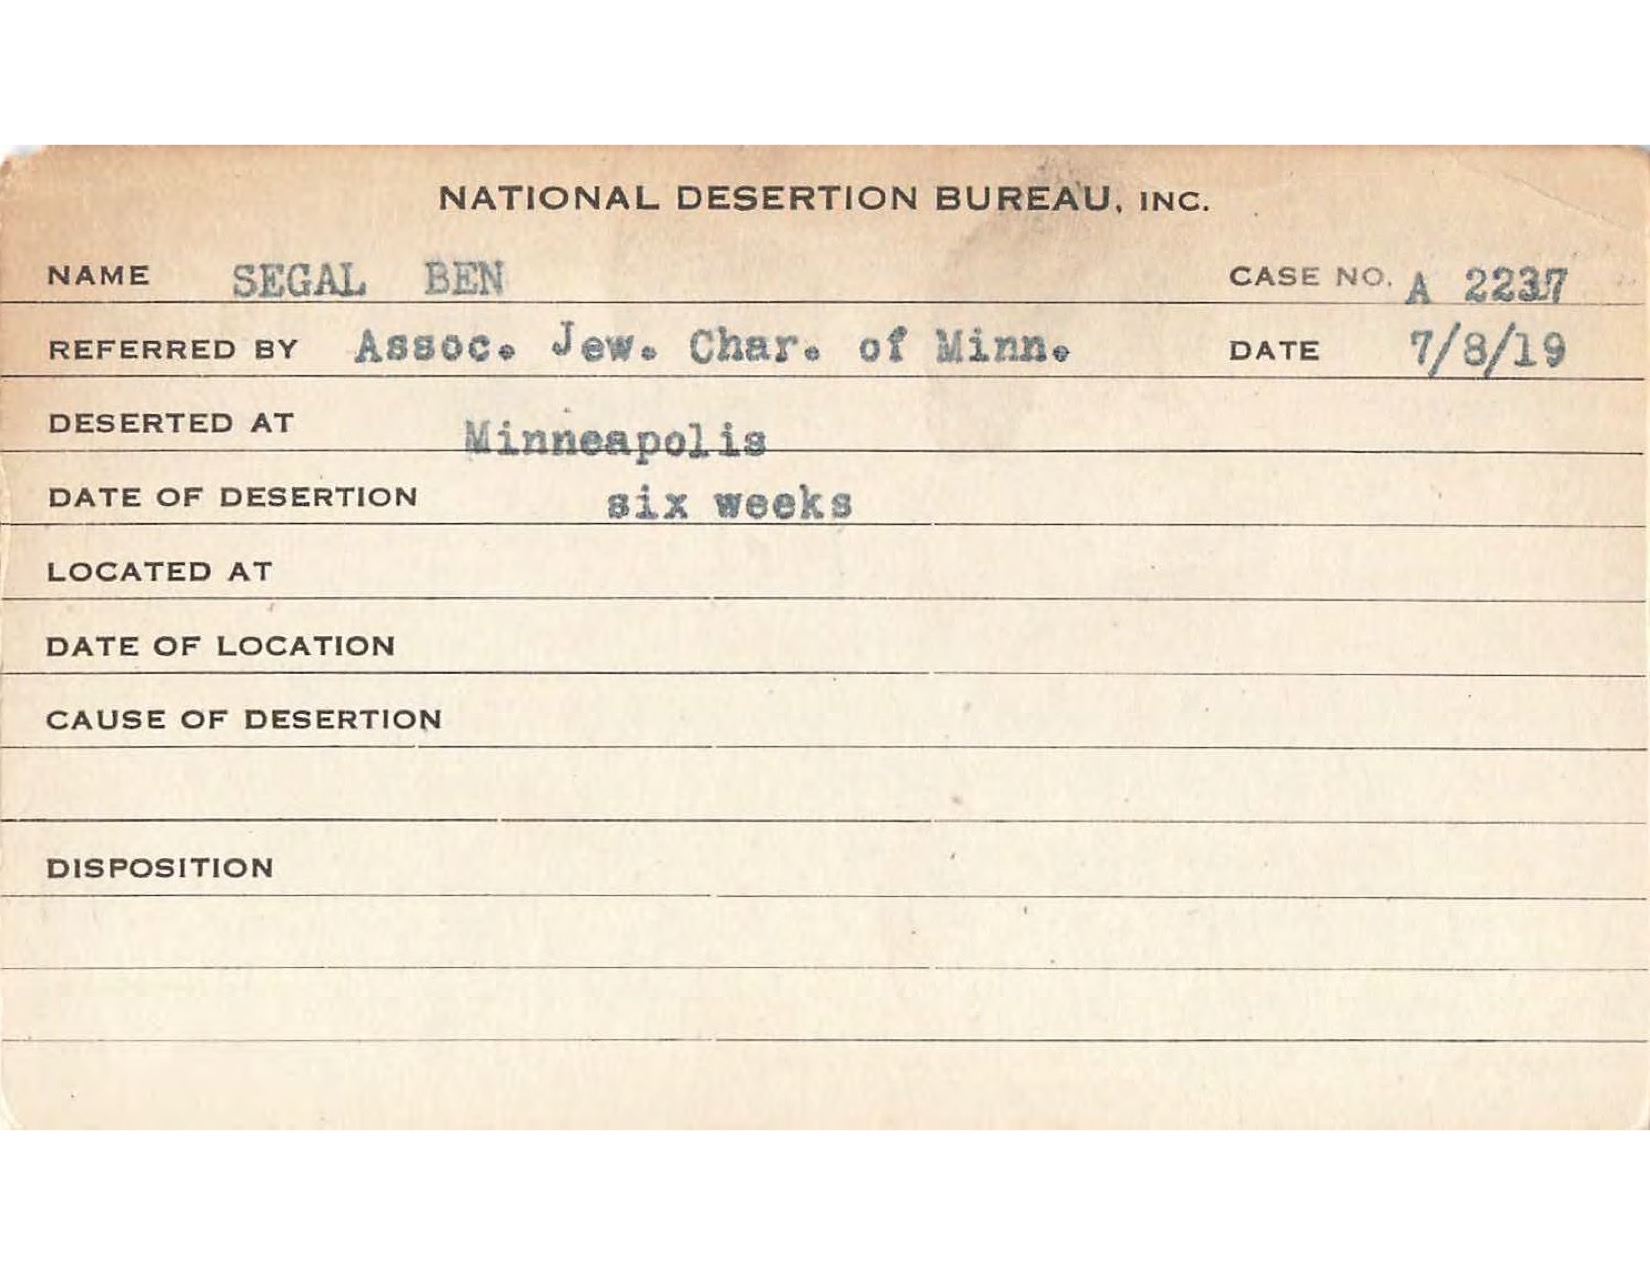 NATIONAL DESERTION BUREAU, INC.
NAME SEGAL BEN CASE NO. A 2237
REFERRED BY Assoc. Jew. Char. of Minn. DATE 7/8/19
DESERTED AT Minneapolis
DATE OF DESERTION six weeks
LOCATED AT
DATE OF LOCATION
CAUSE OF DESERTION
DISPOSITION